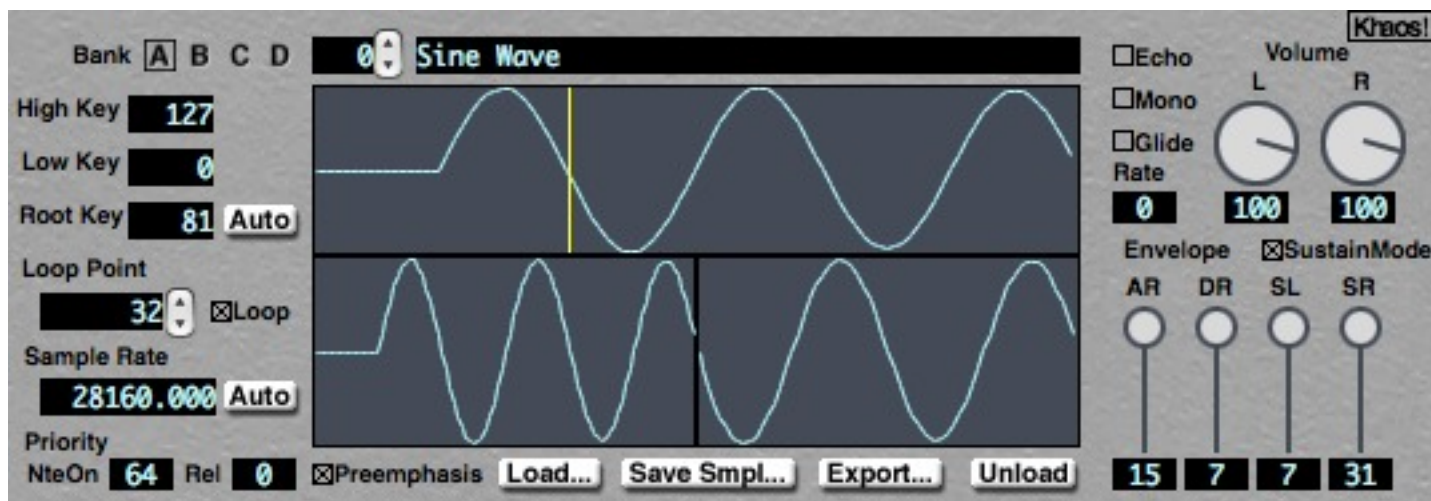 Khaos!
Bank A B C D 0 Sine Wave
Echo Volume
L R
High Key 127 Mono
Low Key 0 Glide
Rate
Root Key 81 Auto 0 100 100
Envelope SustainMode
Loop Point AR DR SL SR
32 Loop
Sample Rate
28160.000 Auto
Priority
NteOn 64 Rel 0 Preemphasis Load... Save Smpl... Export... Unload 15 7 7 31